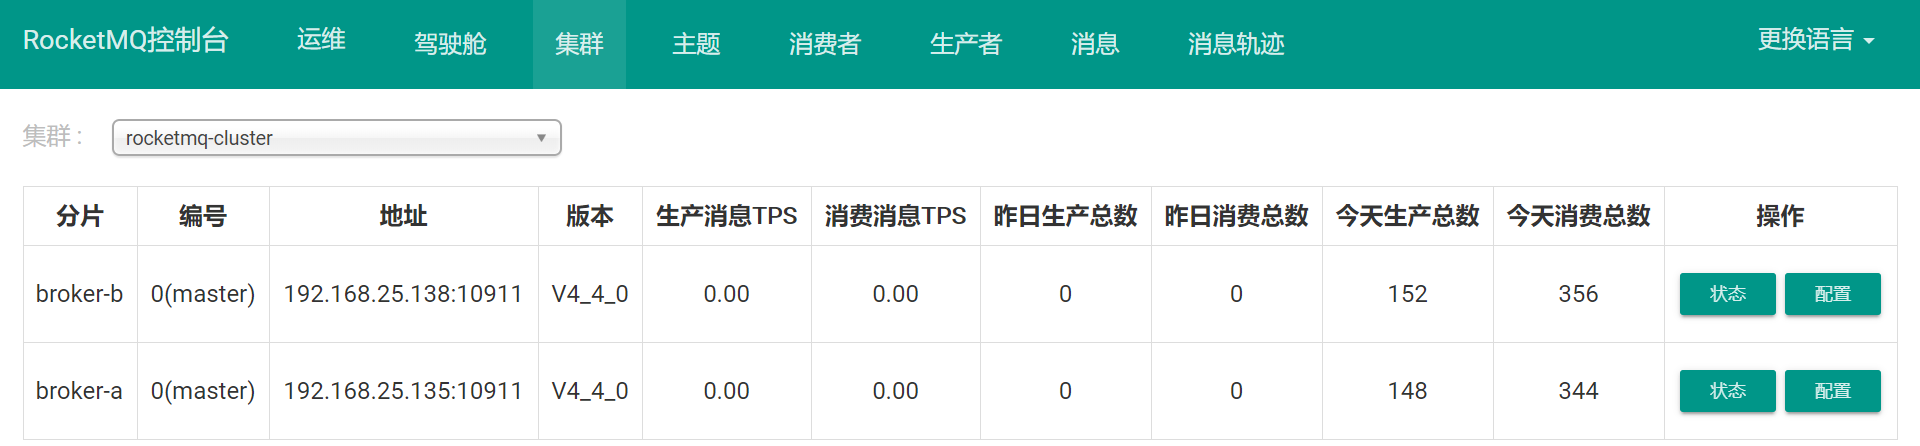 RocketMQ控制台 运维 驾驶舱 集群 主题 消费者 生产者 消息 消息轨迹 更换语言
集群 : rocketmq-cluster
分片 编号 地址 版本 生产消息TPS 消费消息TPS 昨日生产总数 昨日消费总数 今天生产总数 今天消费总数 操作
broker-b 0(master) 192.168.25.138:10911 V4_4_0 0.00 0.00 0 0 152 356 状态 配置
broker-a 0(master) 192.168.25.135:10911 V4_4_0 0.00 0.00 0 0 148 344 状态 配置